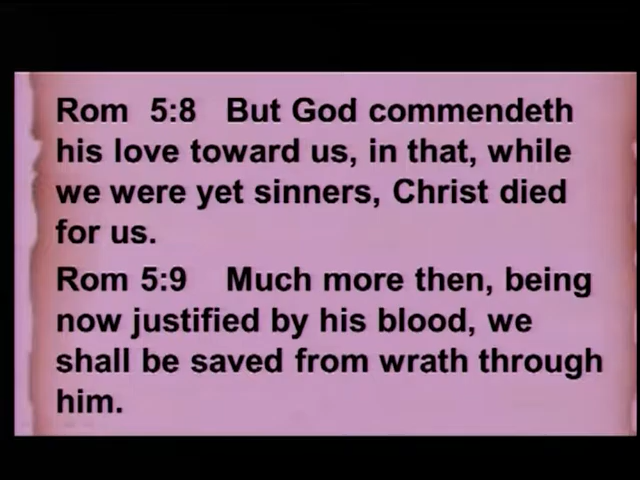 Rom 5:8 But God commendeth
his love toward us, in that, while
we were yet sinners, Christ died
for us.
Rom 5:9 Much more then, being
now justified by his blood, we
shall be saved from wrath through
him.